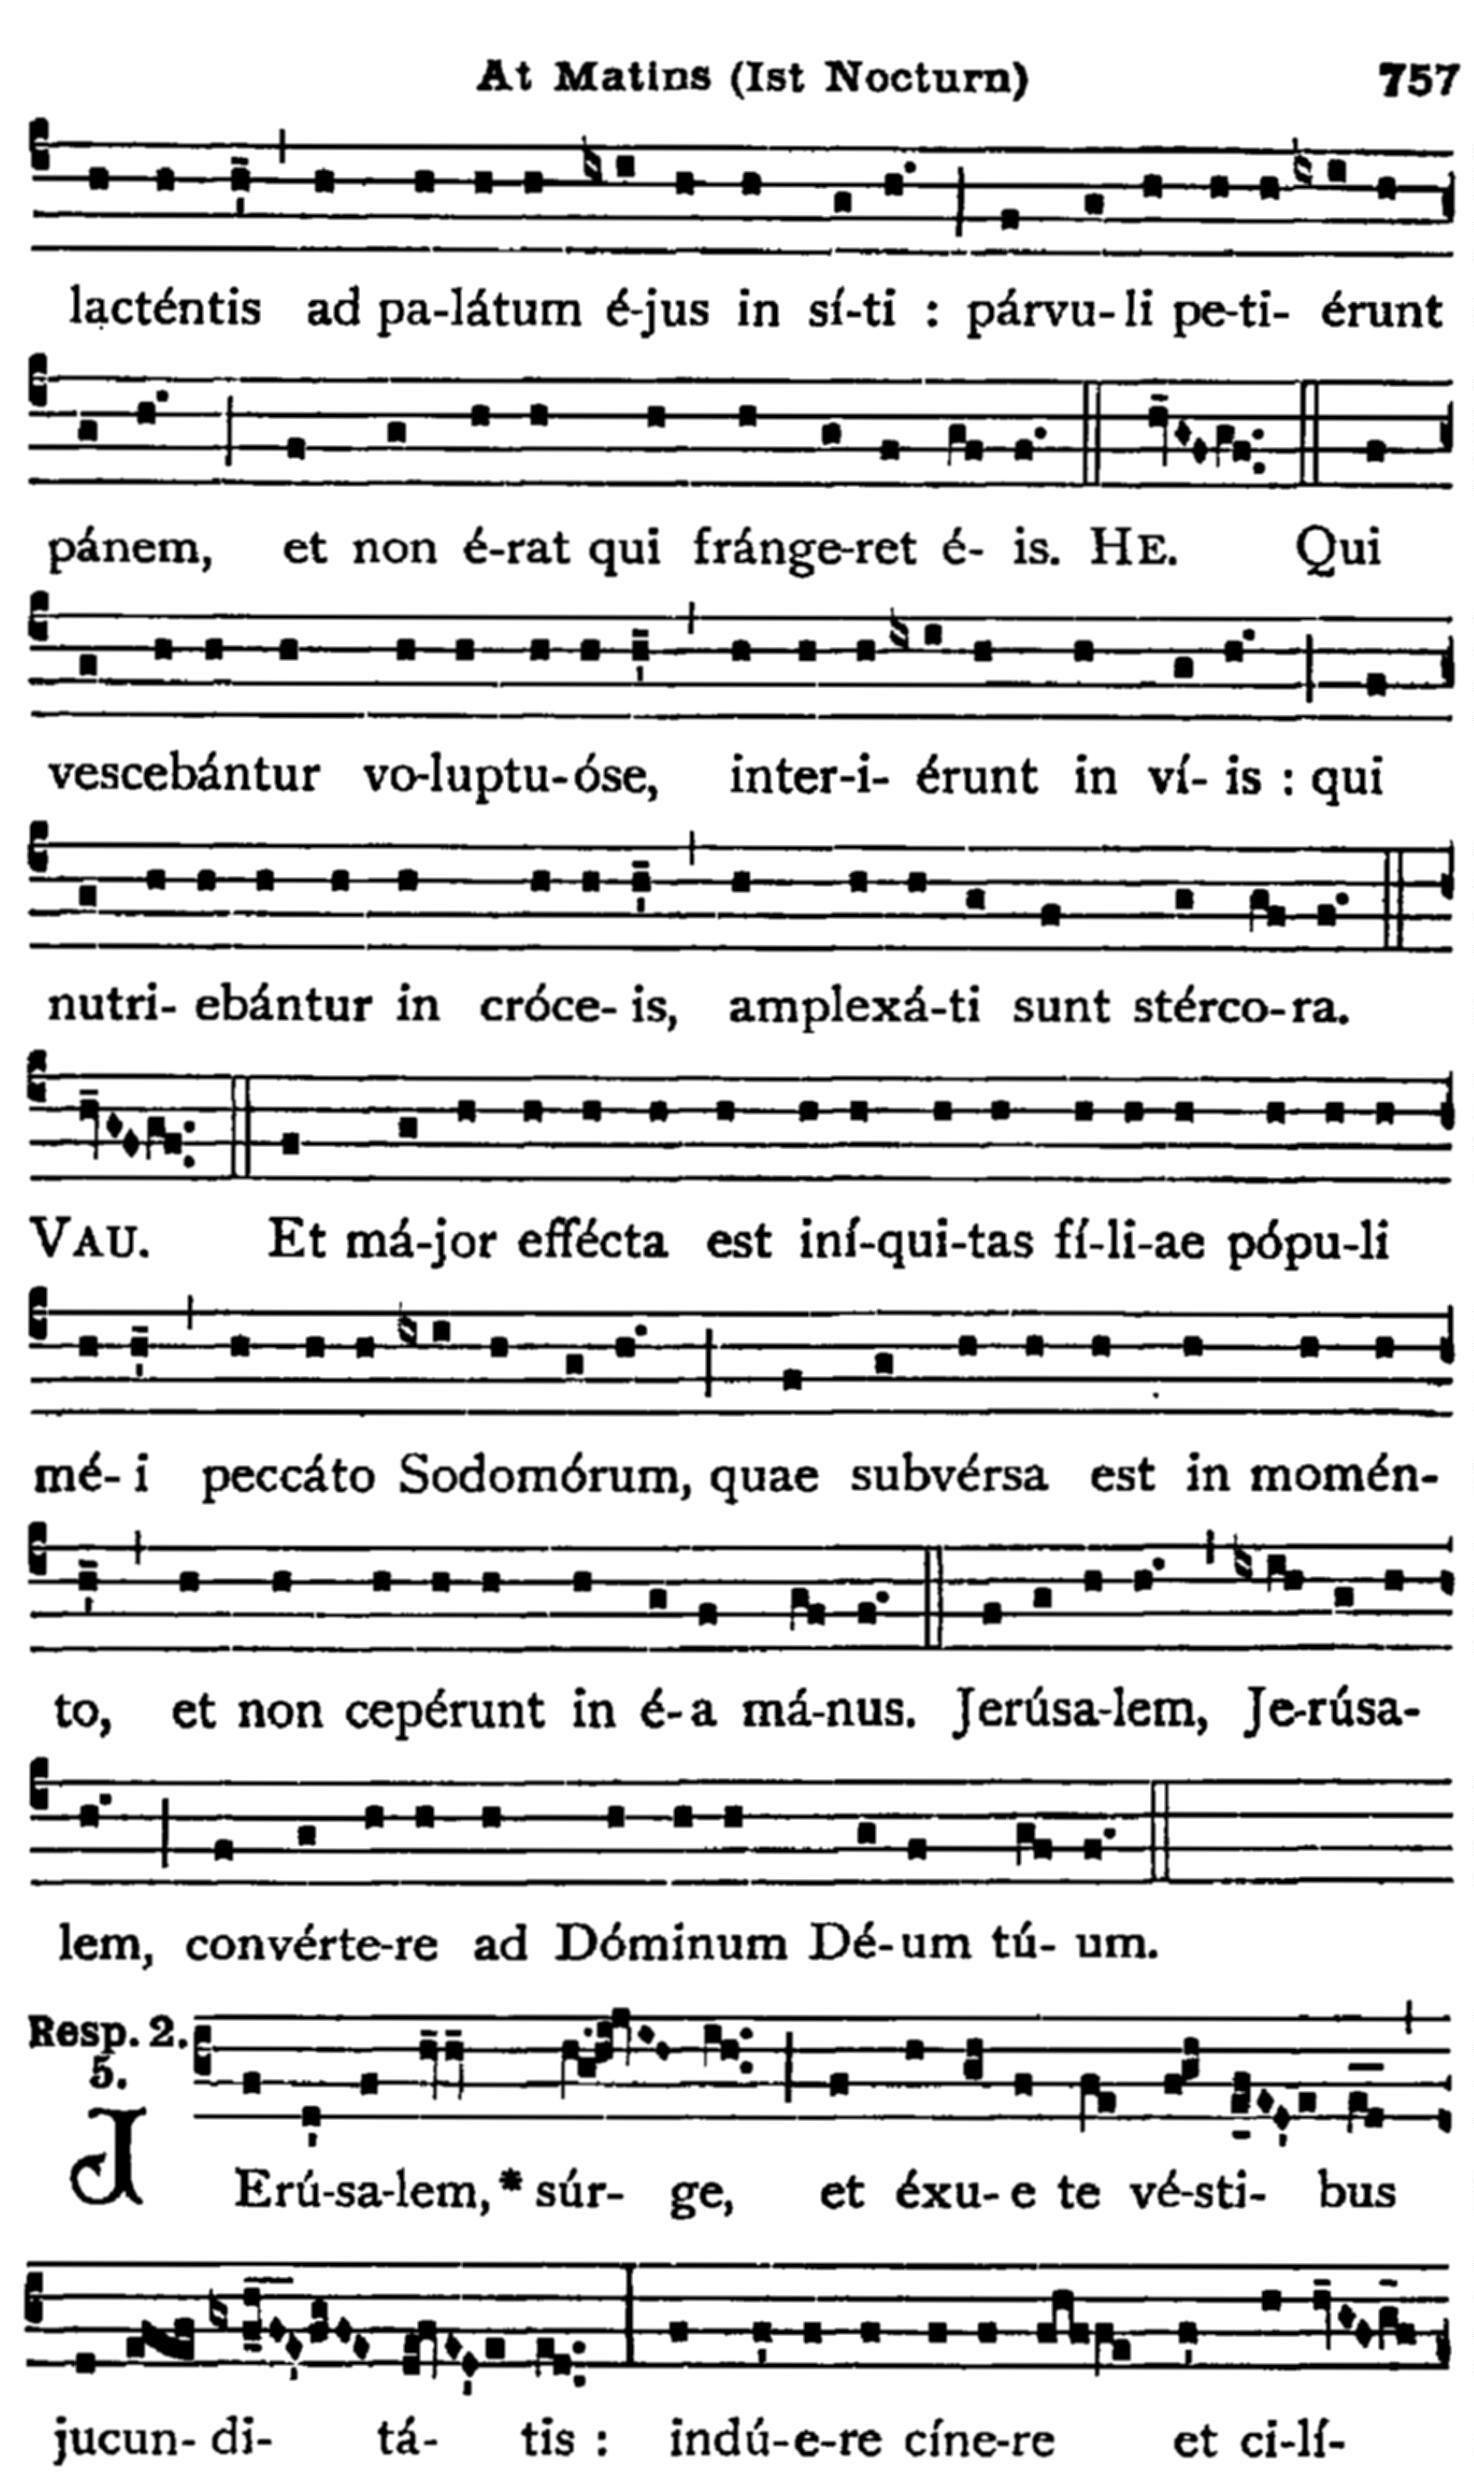 At Matins (Ist Nocturn) 757
lacténtis ad pa-látum é-jus in sí-ti : párvu-li pe-ti- érunt
pánem, et non é-rat qui fránge-ret é- is. HE. Qui
vescebántur vo-luptu-óse, inter-i- érunt in ví- is : qui
nutri- ebántur in cróce- is, amplexá-ti sunt stérco-ra.
VAU. Et má-jor effécta est iní-qui-tas fí-li-ae pópu-li
mé- i peccáto Sodomórum, quae subvérsa est in momén-
to, et non cepérunt in é-a má-nus. Jerúsa-lem, Je-rúsa-
lem, convérte-re ad Dóminum Dé-um tú- um.
Resp. 2.
5.
JErú-sa-lem, * súr- ge, et éxu- e te vé-sti- bus
jucun- di- tá- tis : indú-e-re cíne-re et ci-lí-